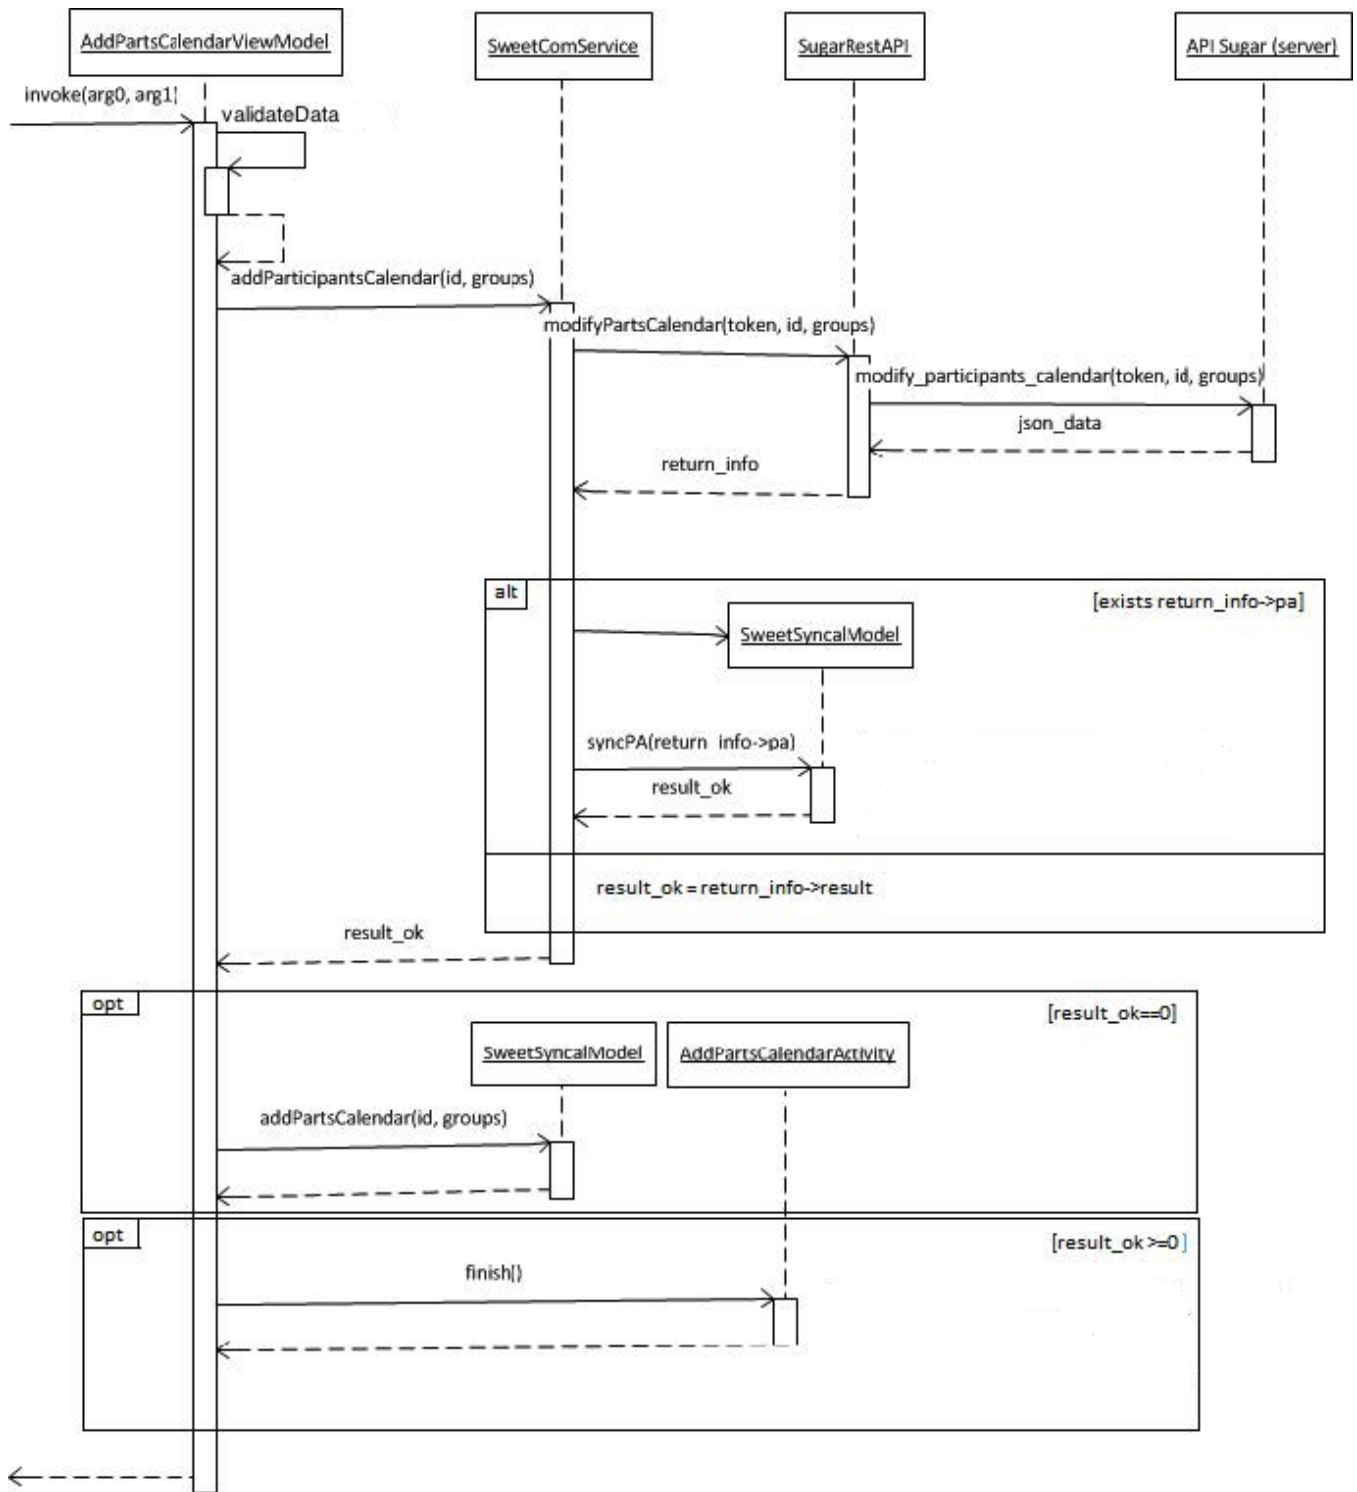 AddPartsCalendarViewModel
SweetComService
SugarRestAPI
API Sugar (server)
invoke(arg0, arg1)
validateData
addParticipantsCalendar(id, groups)
modifyPartsCalendar(token, id, groups)
modify_participants_calendar(token, id, groups)
json_data
return_info
alt
[exists return_info->pa]
SweetSyncalModel
syncPA(return_info->pa)
result_ok
result_ok = return_info->result
result_ok
opt
[result_ok==0]
SweetSyncalModel
AddPartsCalendarActivity
addPartsCalendar(id, groups)
opt
[result_ok >=0 ]
finish()